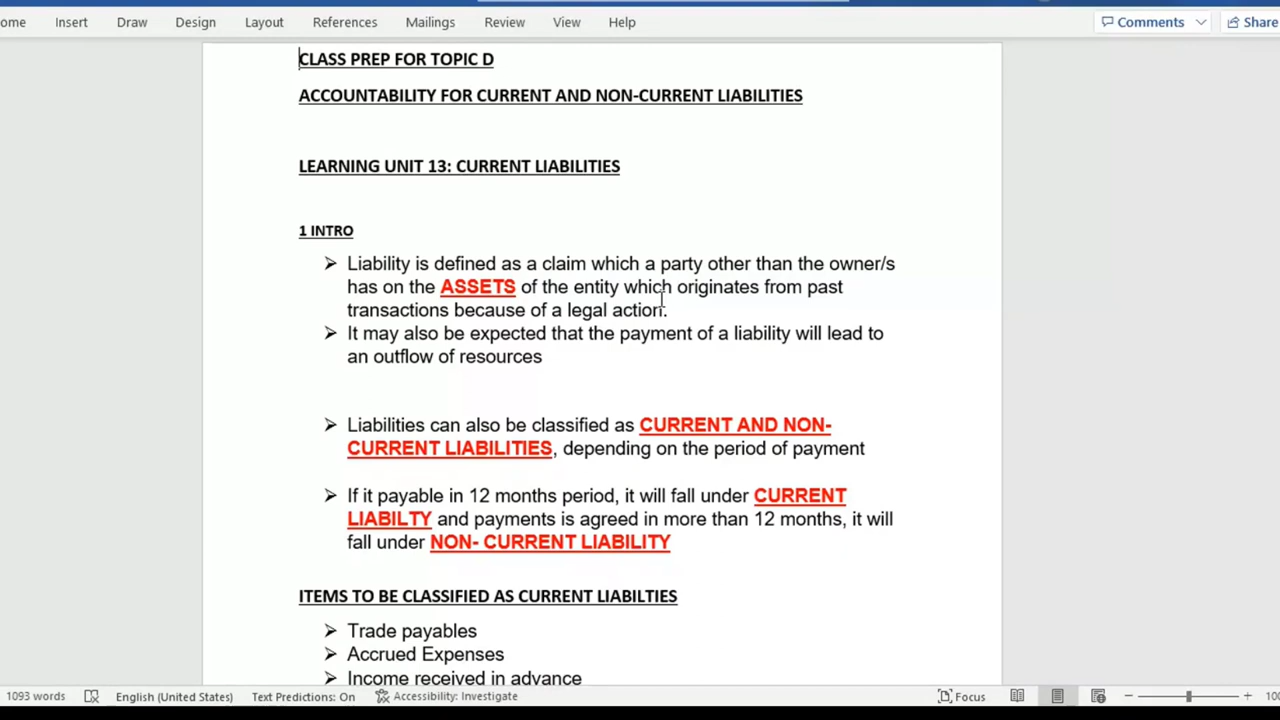 ome Insert Draw Design Layout References Mailings Review View Help Comments Share
CLASS PREP FOR TOPIC D
ACCOUNTABILITY FOR CURRENT AND NON-CURRENT LIABILITIES
LEARNING UNIT 13: CURRENT LIABILITIES
1 INTRO
➢ Liability is defined as a claim which a party other than the owner/s
has on the ASSETS of the entity which originates from past
transactions because of a legal action.
➢ It may also be expected that the payment of a liability will lead to
an outflow of resources
➢ Liabilities can also be classified as CURRENT AND NON-
CURRENT LIABILITIES, depending on the period of payment
➢ If it payable in 12 months period, it will fall under CURRENT
LIABILTY and payments is agreed in more than 12 months, it will
fall under NON- CURRENT LIABILITY
ITEMS TO BE CLASSIFIED AS CURRENT LIABILTIES
➢ Trade payables
➢ Accrued Expenses
➢ Income received in advance
1093 words English (United States) Text Predictions: On Accessibility: Investigate Focus 100